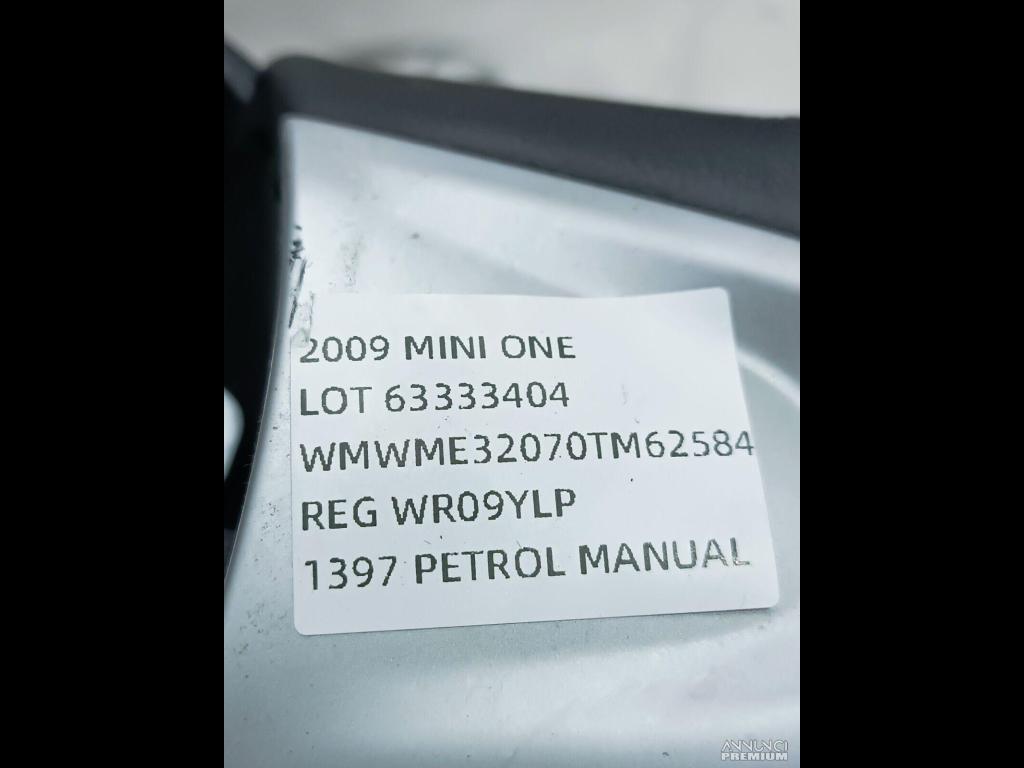 2009 MINI ONE
LOT 63333404
WMWME32070TM62584
REG WR09YLP
1397 PETROL MANUAL
ANNUNCI
PREMIUM